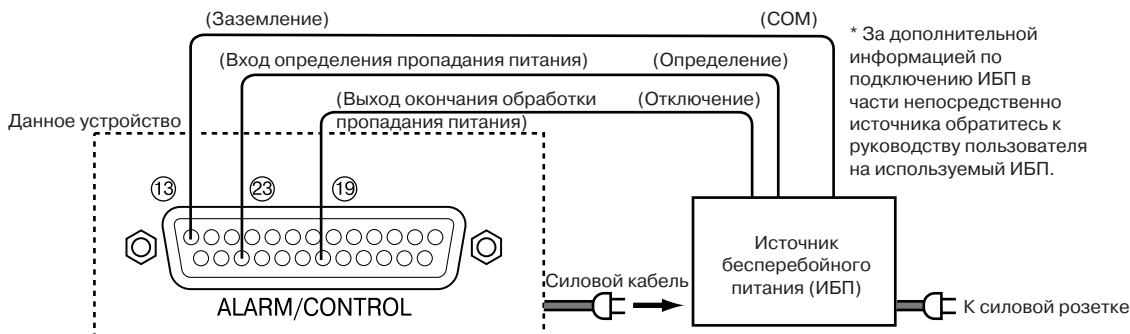 (Заземление)
(COM)
(Вход определения пропадания питания)
(Определение)
(Выход окончания обработки
пропадания питания)
(Отключение)
* За дополнительной
информацией по
подключению ИБП в
части непосредственно
источника обратитесь к
руководству пользователя
на используемый ИБП.
Данное устройство
13
23
19
ALARM/CONTROL
Силовой кабель
Источник
бесперебойного
питания (ИБП)
К силовой розетке